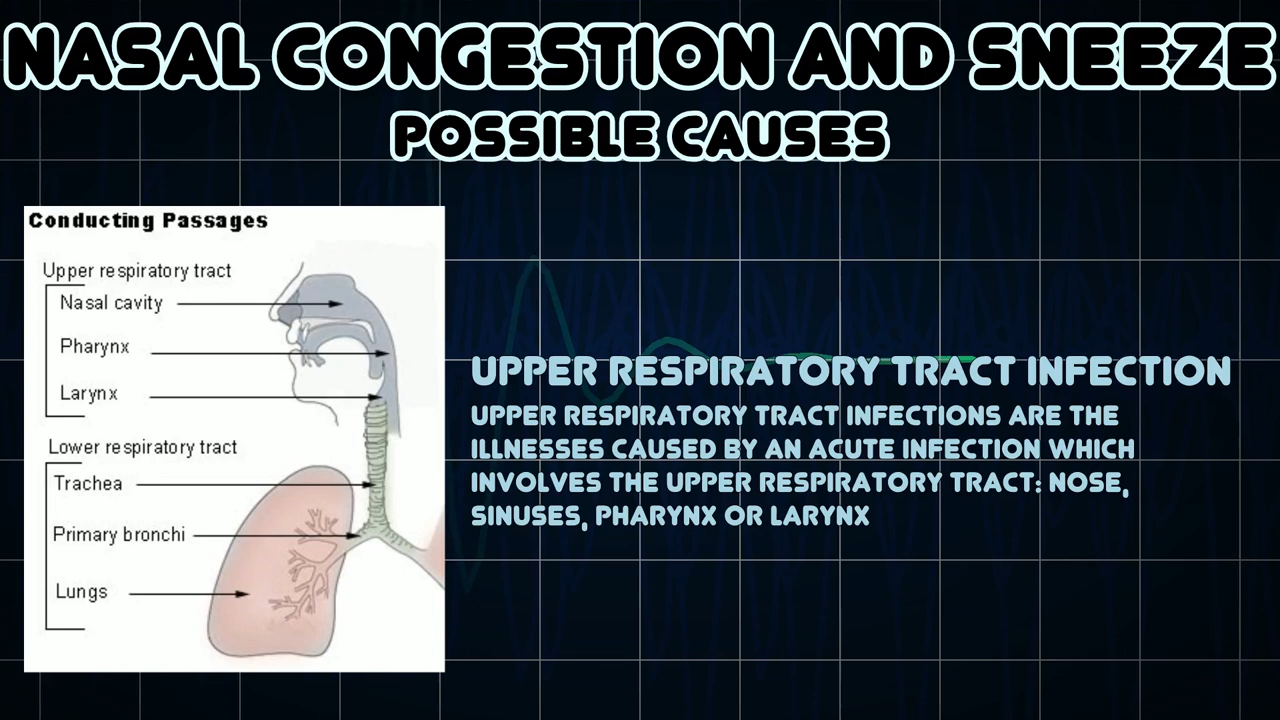 NASAL CONGESTION AND SNEEZE
POSSIBLE CAUSES
Conducting Passages
Upper respiratory tract
Nasal cavity
Pharynx
Larynx
Lower respiratory tract
Trachea
Primary bronchi
Lungs
UPPER RESPIRATORY TRACT INFECTION
UPPER RESPIRATORY TRACT INFECTIONS ARE THE
ILLNESSES CAUSED BY AN ACUTE INFECTION WHICH
INVOLVES THE UPPER RESPIRATORY TRACT: NOSE,
SINUSES, PHARYNX OR LARYNX